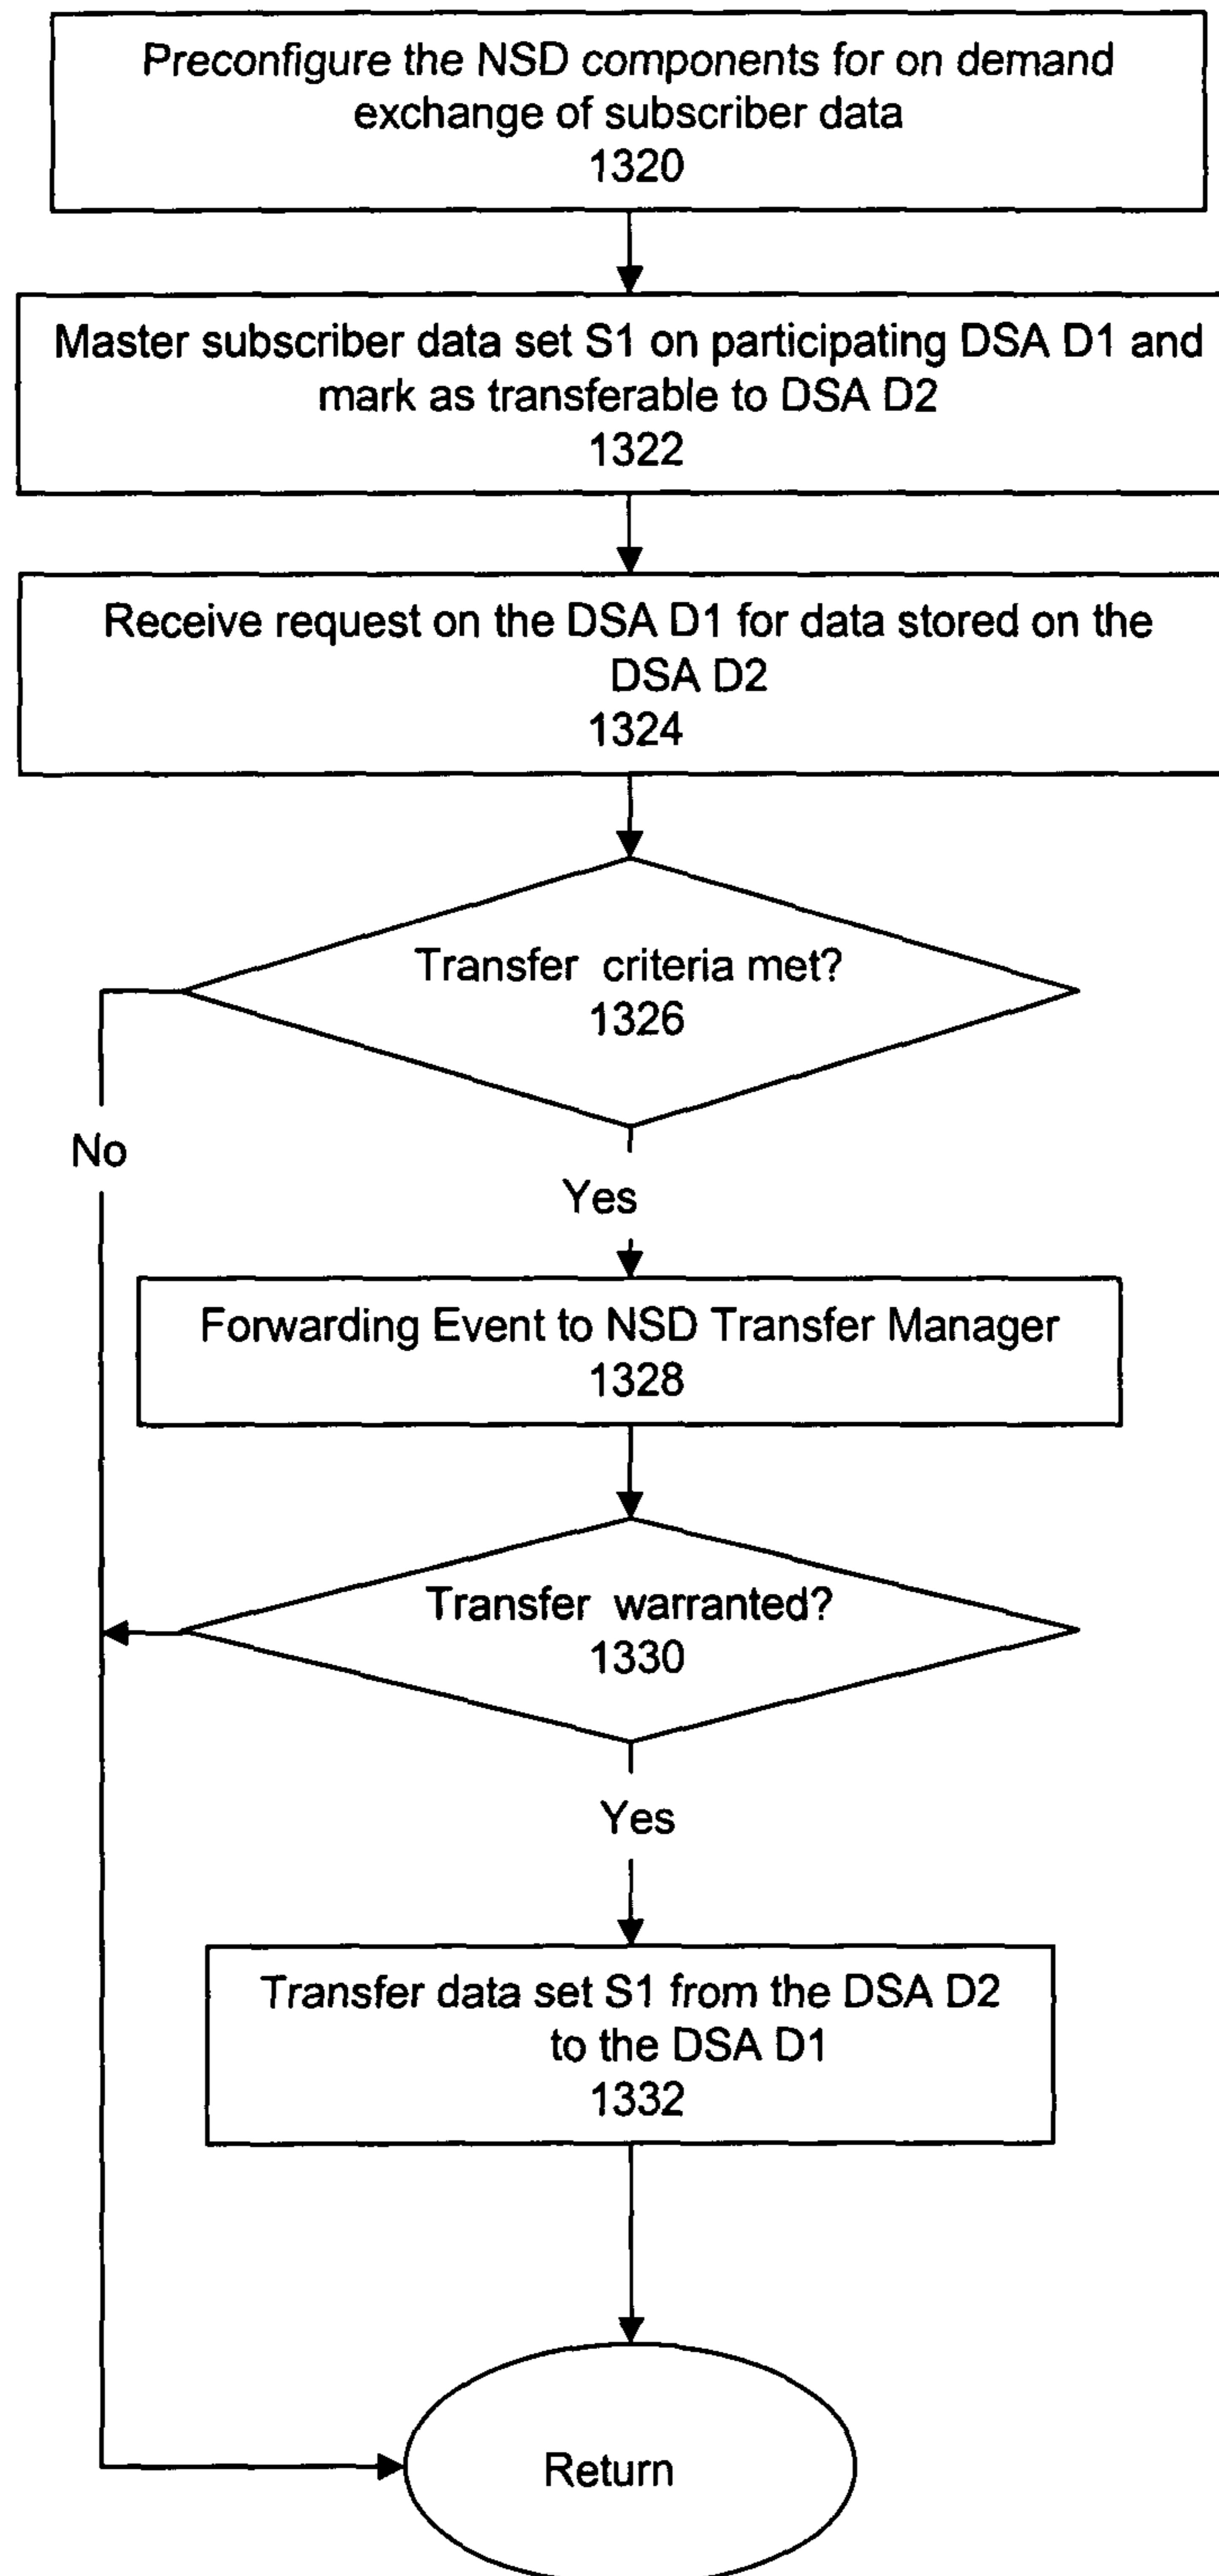 Preconfigure the NSD components for on demand
exchange of subscriber data
1320
Master subscriber data set S1 on participating DSA D1 and
mark as transferable to DSA D2
1322
Receive request on the DSA D1 for data stored on the
DSA D2
1324
Transfer criteria met?
1326
No
Yes
Forwarding Event to NSD Transfer Manager
1328
Transfer warranted?
1330
Yes
Transfer data set S1 from the DSA D2
to the DSA D1
1332
Return